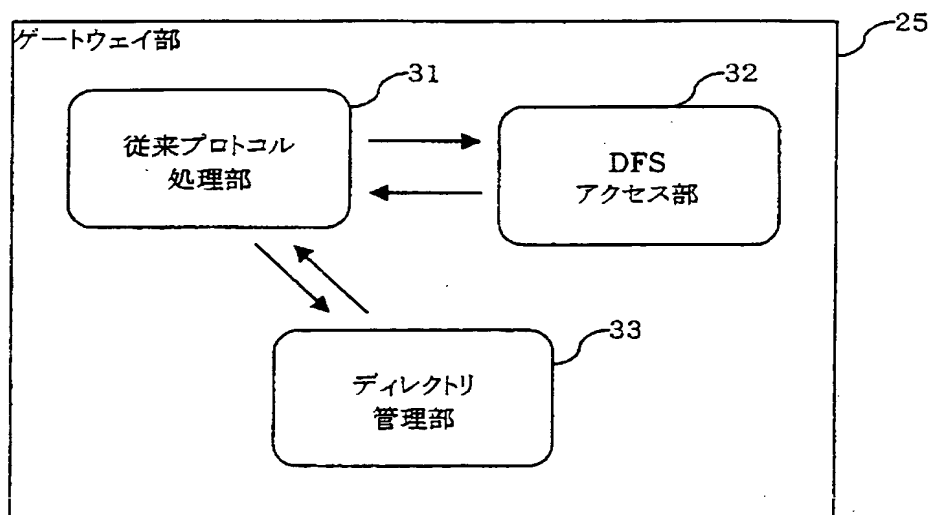 ゲートウェイ部
25
31
従来プロトコル
処理部
32
DFS
アクセス部
33
ディレクトリ
管理部